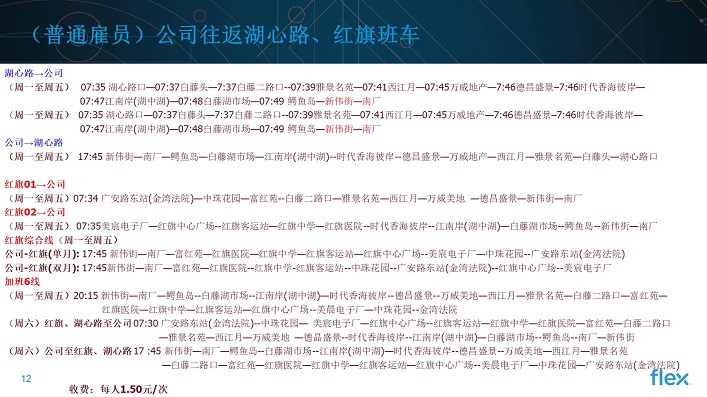 （普通雇员）公司往返湖心路、红旗班车
湖心路→公司
（周一至周五） 07:35 湖心路口—07:37白藤头—7:37白藤二路口--07:39雅景名苑—07:41西江月—07:45万威地产—7:46德昌盛景–7:46时代香海彼岸—
07:47江南岸(湖中湖)—07:48白藤湖市场—07:49 鳄鱼岛—新伟街—南厂
（周一至周五） 07:35 湖心路口—07:37白藤头—7:37白藤二路口--07:39雅景名苑—07:41西江月—07:45万威地产—7:46德昌盛景–7:46时代香海彼岸—
07:47江南岸(湖中湖)—07:48白藤湖市场—07:49 鳄鱼岛—新伟街—南厂
公司→湖心路
（周一至周五） 17:45 新伟街—南厂—鳄鱼岛—白藤湖市场—江南岸(湖中湖)--时代香海彼岸--德昌盛景—万威地产—西江月—雅景名苑—白藤头—湖心路口
红旗01→公司
（周一至周五）07:34 广安路东站(金湾法院)—中珠花园—富红苑--白藤二路口—雅景名苑—西江月—万威美地 —德昌盛景—新伟街—南厂
红旗02→公司
（周一至周五） 07:35美宸电子厂—红旗中心广场--红旗客运站—红旗中学—红旗医院--时代香海彼岸--江南岸(湖中湖)—白藤湖市场--鳄鱼岛--新伟街—南厂
红旗综合线（周一至周五）
公司-红旗(单月): 17:45 新伟街—南厂—富红苑—红旗医院—红旗中学—红旗客运站—红旗中心广场--美宸电子厂—中珠花园--广安路东站(金湾法院)
公司-红旗(双月): 17:45新伟街—南厂—富红苑—红旗医院--红旗中学-红旗客运站--中珠花园--广安路东站(金湾法院)--红旗中心广场--美宸电子厂
加班6线
（周一至周五）20:15 新伟街—南厂—鳄鱼岛--白藤湖市场--江南岸(湖中湖)—时代香海彼岸--德昌盛景--万威美地—西江月—雅景名苑—白藤二路口—富红苑—
红旗医院—红旗中学—红旗客运—红旗中心广场--美晨电子厂—中珠花园--金湾法院
（周六）红旗、湖心路至公司07:30 广安路东站(金湾法院)--中珠花园— 美宸电子厂—红旗中心广场--红旗客运站—红旗中学—红旗医院—富红苑—白藤二路口
—雅景名苑—西江月—万威美地 —德晶盛景--时代香海彼岸--江南岸(湖中湖)—白藤湖市场--鳄鱼岛--南厂—新伟街
（周六）公司至红旗、湖心路17 :45 新伟街—南厂—鳄鱼岛--白藤湖市场--江南岸(湖中湖)—时代香海彼岸--德昌盛景--万威美地—西江月—雅景名苑
—白藤二路口—富红苑—红旗医院—红旗中学—红旗客运站—红旗中心广场--美晨电子厂—中珠花园—广安路东站(金湾法院)
12
收费：每人1.50元/次
flex